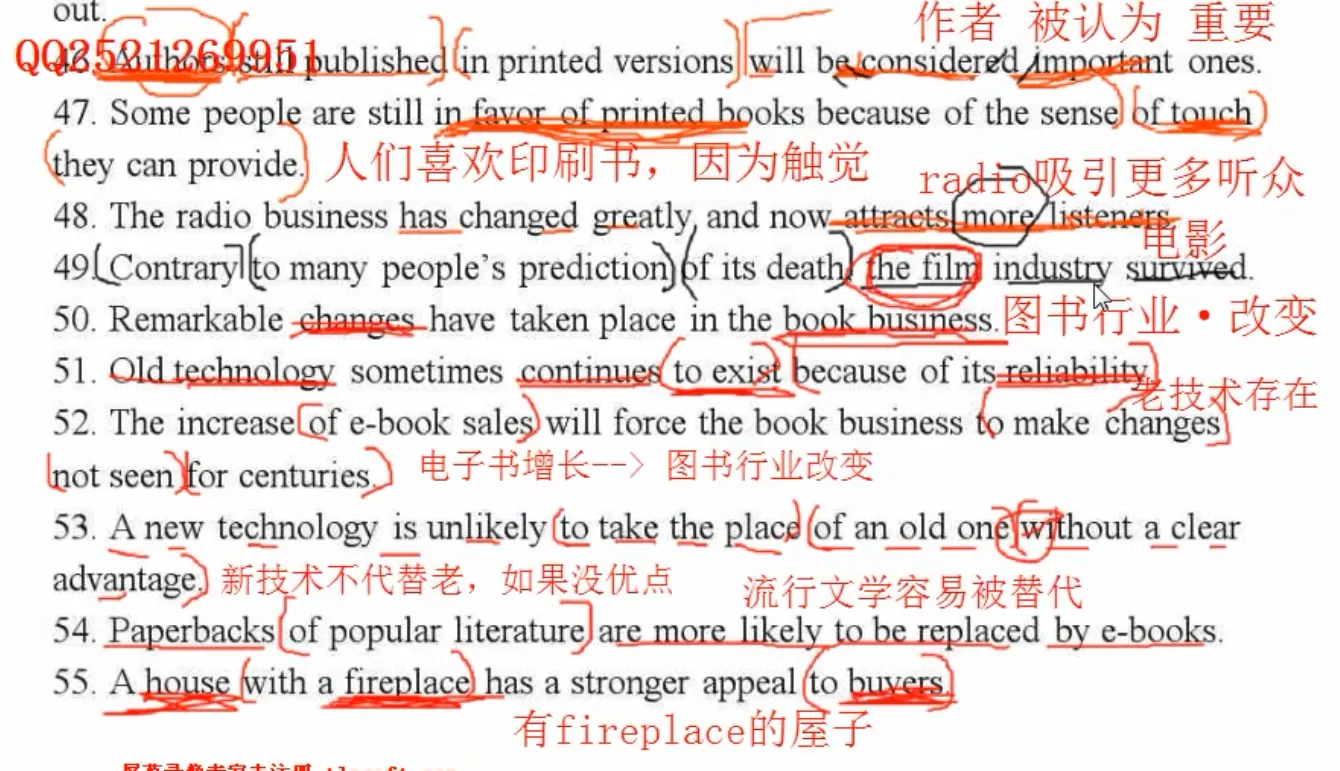 out.
作者 被认为 重要
QQ2521269951
46. Authors still published in printed versions will be considered important ones.
47. Some people are still in favor of printed books because of the sense of touch
they can provide. 人们喜欢印刷书，因为触觉
radio吸引更多听众
48. The radio business has changed greatly, and now attracts more listeners.
电影
49. Contrary to many people's prediction of its death, the film industry survived.
50. Remarkable changes have taken place in the book business. 图书行业·改变
51. Old technology sometimes continues to exist because of its reliability.
老技术存在
52. The increase of e-book sales will force the book business to make changes
not seen for centuries. 电子书增长--> 图书行业改变
53. A new technology is unlikely to take the place of an old one without a clear
advantage. 新技术不代替老，如果没优点
流行文学容易被替代
54. Paperbacks of popular literature are more likely to be replaced by e-books.
55. A house with a fireplace has a stronger appeal to buyers.
有fireplace的屋子